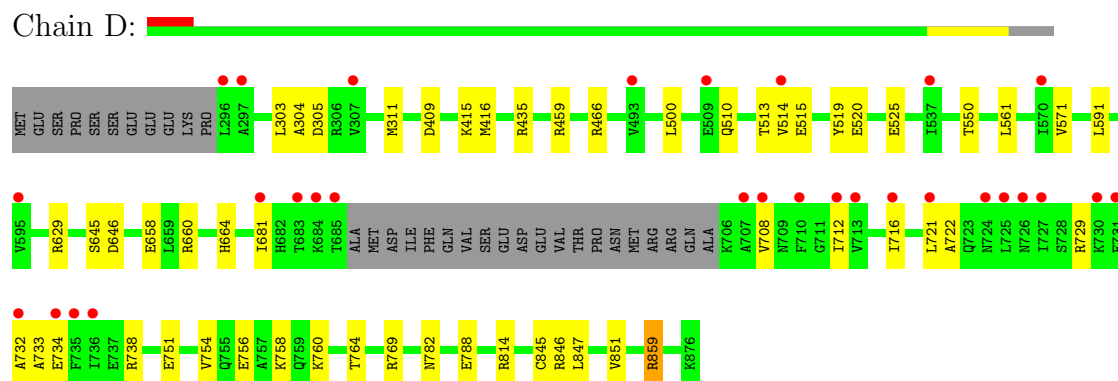 Chain D:
MET GLU SER PRO SER SER GLU GLU GLU LYS PRO L296 A297 L303 A304 D305 R306 V307 M311 D409 K415 M416 R435 R459 R466 V493 L500 E509 Q510 T513 V514 E515 Y519 E520 E525 I537 T550 L561 I570 V571 L591
V595 R629 S645 D646 E658 L659 R660 H664 I681 H682 T683 K684 T685 ALA MET ASP ILE PHE GLN VAL SER GLU ASP GLU VAL THR PRO ASN MET ARG ARG GLN ALA K706 A707 V708 N709 F710 G711 I712 V713 I716 L721 A722 Q723 N724 L725 N726 I727 S728 R729 K730
A732 A733 E734 F735 I736 E737 R738 E751 V754 Q755 E756 A757 K758 Q759 K760 T764 R769 N782 E788 R814 C845 R846 L847 V851 R859 K876